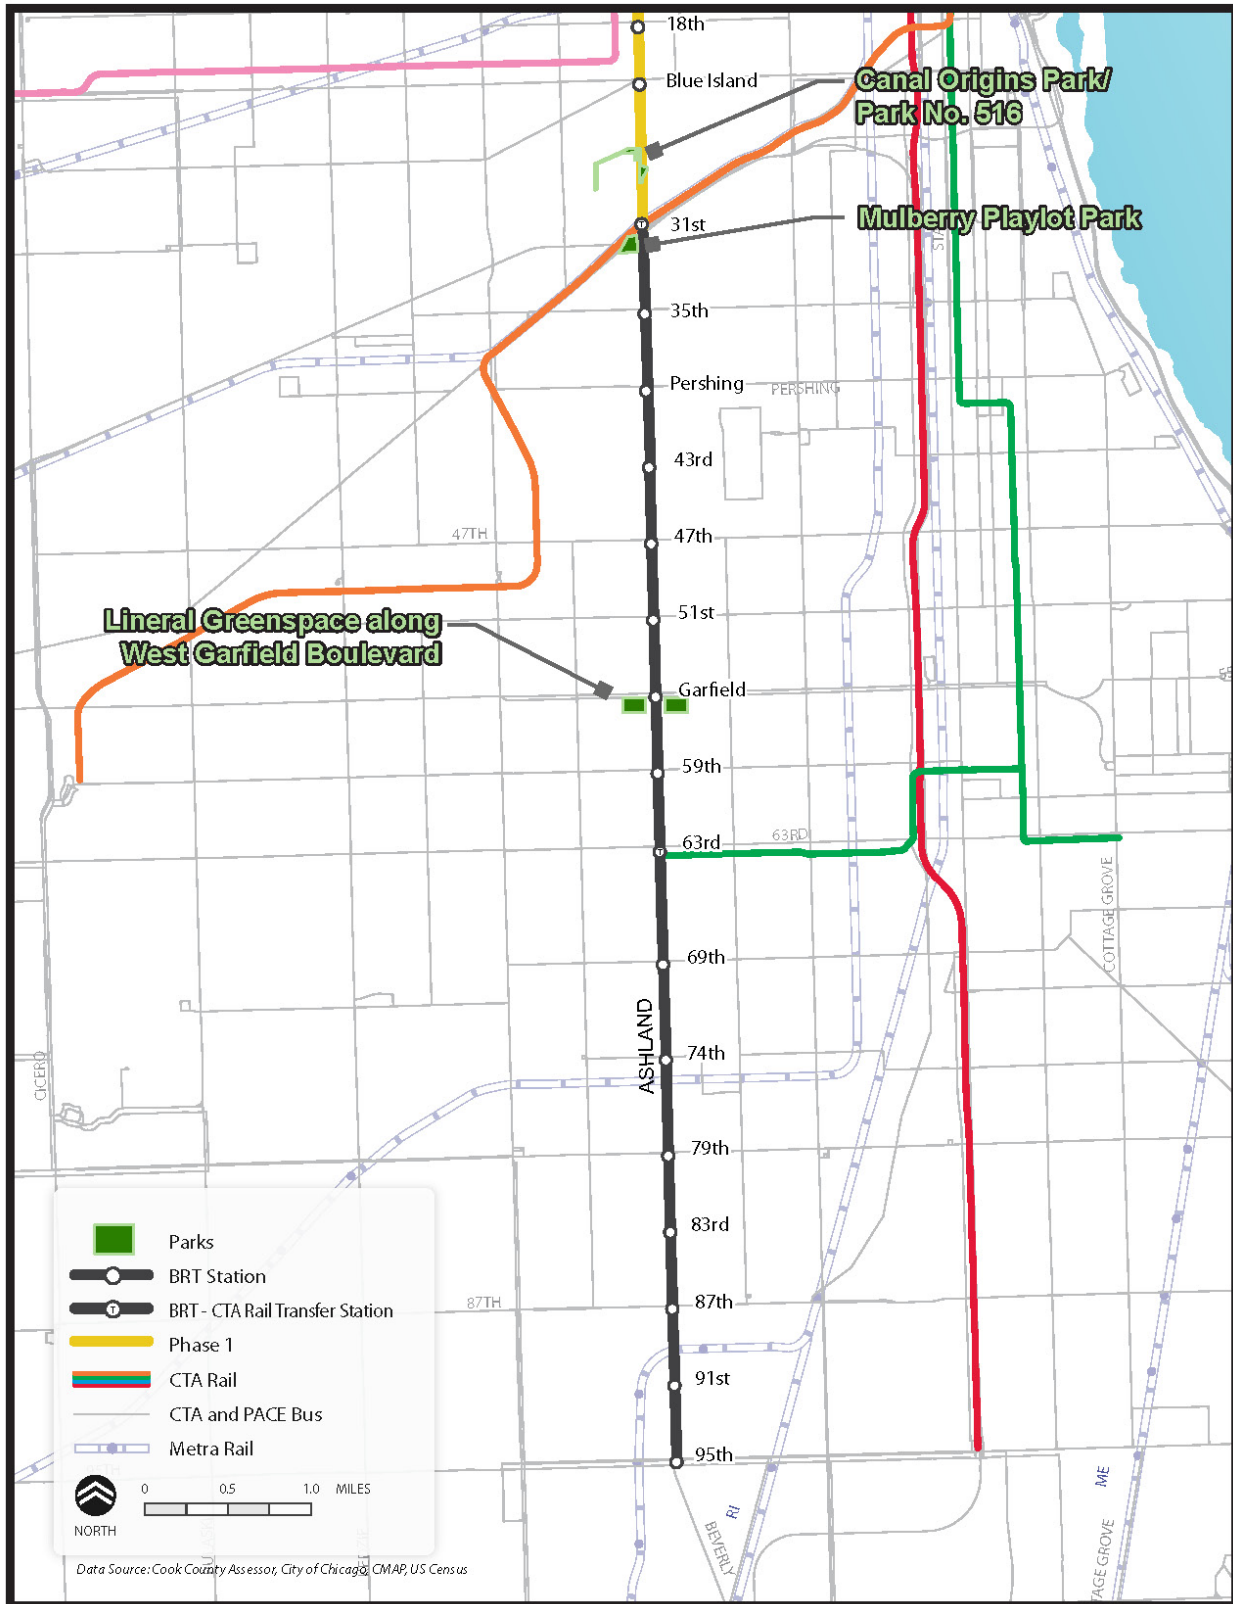 18th
Blue Island
Canal Origins Park/
Park No. 516
31st
Mulberry Playlot Park
35th
Pershing
PERSHING
43rd
47TH
47th
51st
Lineral Greenspace along
West Garfield Boulevard
Garfield
59th
63rd
63RD
COTTAGE GROVE
69th
ASHLAND
74th
CICERO
79th
83rd
87TH
87th
91st
95th
RI
ME
BEVERLY
TAGE GROVE
Parks
BRT Station
T
BRT - CTA Rail Transfer Station
Phase 1
CTA Rail
CTA and PACE Bus
Metra Rail
0 0.5 1.0 MILES
NORTH
Data Source: Cook County Assessor, City of Chicago, CMAP, US Census